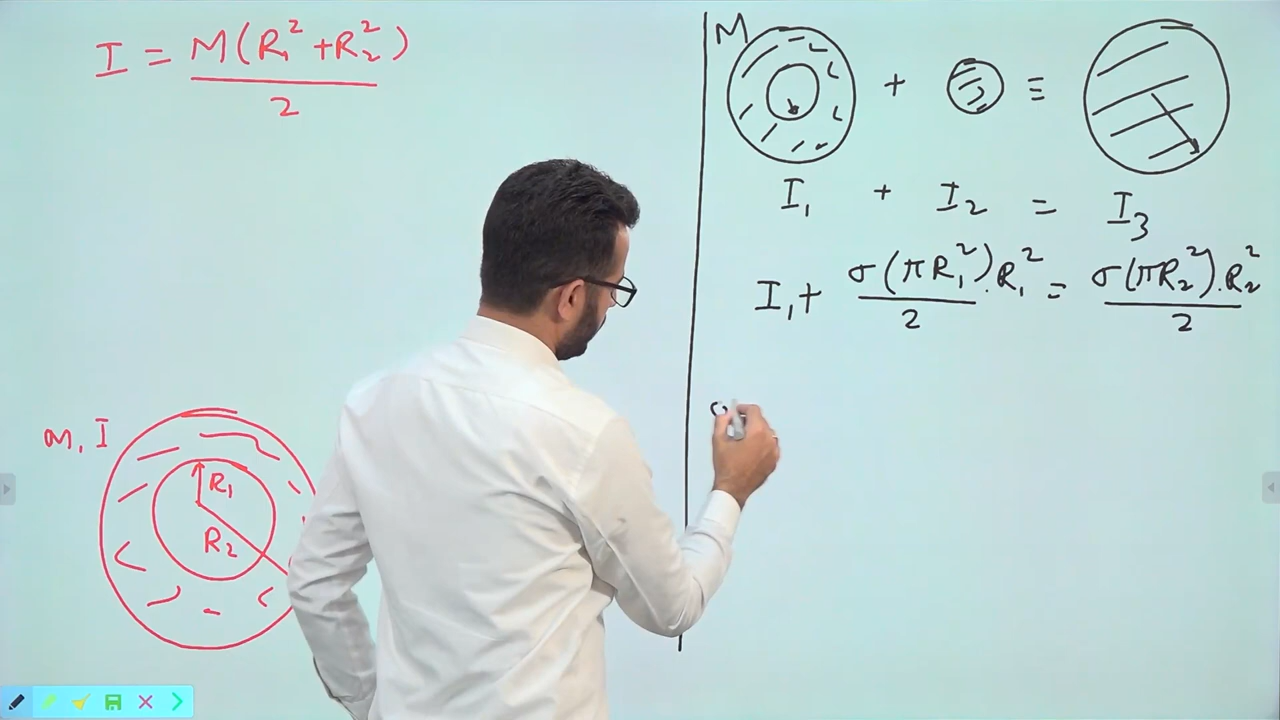 I = M(R₁² + R₂²) / 2
M
+ ≡
I₁ + I₂ = I₃
I₁ + σ(πR₁²).R₁² / 2 = σ(πR₂²).R₂² / 2
m, I
R₁
R₂